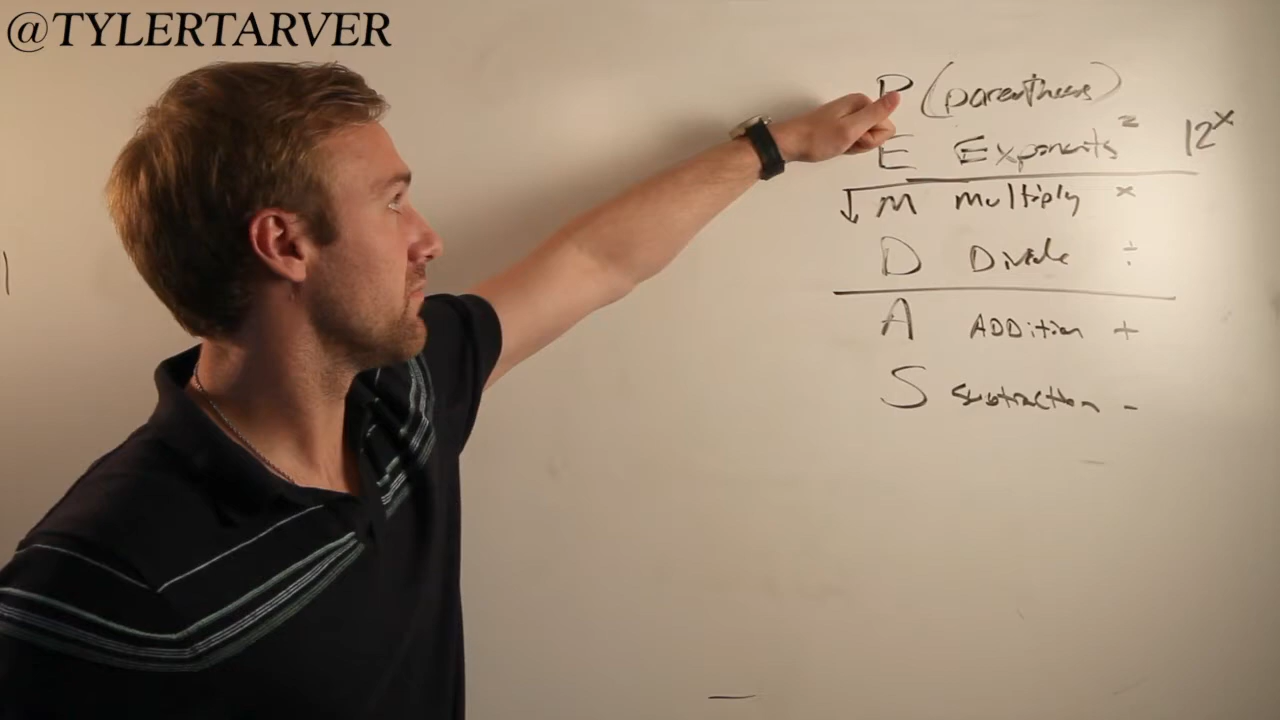 @TYLERTARVER
P (parenthesis)
E Exponents ² 12ˣ
M multiply ×
D Divide ÷
A ADDition +
S subtraction -